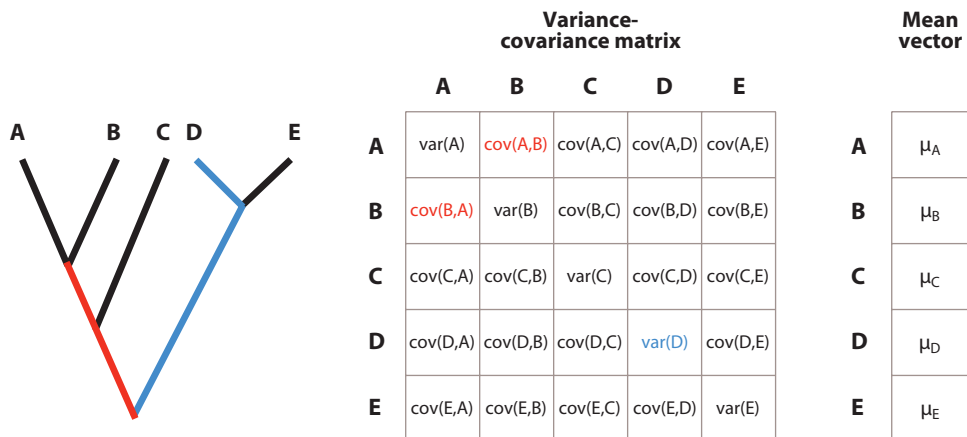 Variance-
covariance matrix
Mean
vector
A B C D E
A B C D E
A var(A) cov(A,B) cov(A,C) cov(A,D) cov(A,E) A μA
B cov(B,A) var(B) cov(B,C) cov(B,D) cov(B,E) B μB
C cov(C,A) cov(C,B) var(C) cov(C,D) cov(C,E) C μC
D cov(D,A) cov(D,B) cov(D,C) var(D) cov(D,E) D μD
E cov(E,A) cov(E,B) cov(E,C) cov(E,D) var(E) E μE